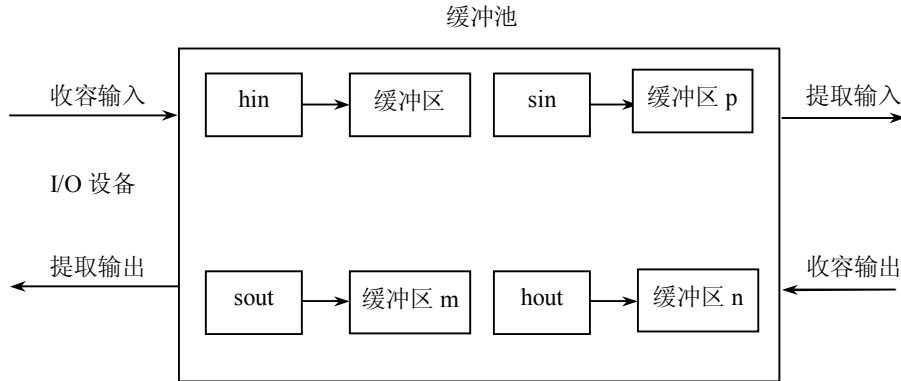 缓冲池
收容输入
hin
缓冲区
sin
缓冲区 p
提取输入
I/O 设备
提取输出
sout
缓冲区 m
hout
缓冲区 n
收容输出